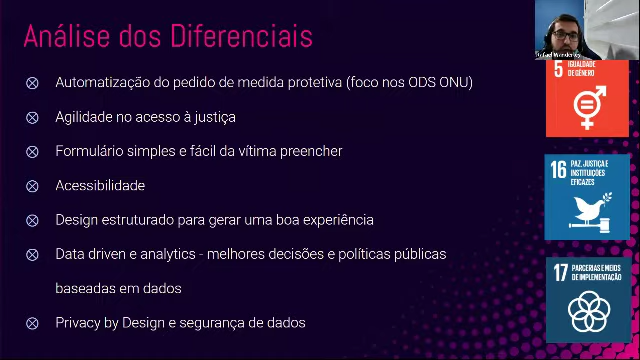 Análise dos Diferenciais
Rafael Wanderley
Automatização do pedido de medida protetiva (foco nos ODS ONU)
Agilidade no acesso à justiça
Formulário simples e fácil da vítima preencher
Acessibilidade
Design estruturado para gerar uma boa experiência
Data driven e analytics - melhores decisões e políticas públicas
baseadas em dados
Privacy by Design e segurança de dados
5 IGUALDADE
DE GÊNERO
16 PAZ, JUSTIÇA E
INSTITUIÇÕES
EFICAZES
17 PARCERIAS E MEIOS
DE IMPLEMENTAÇÃO